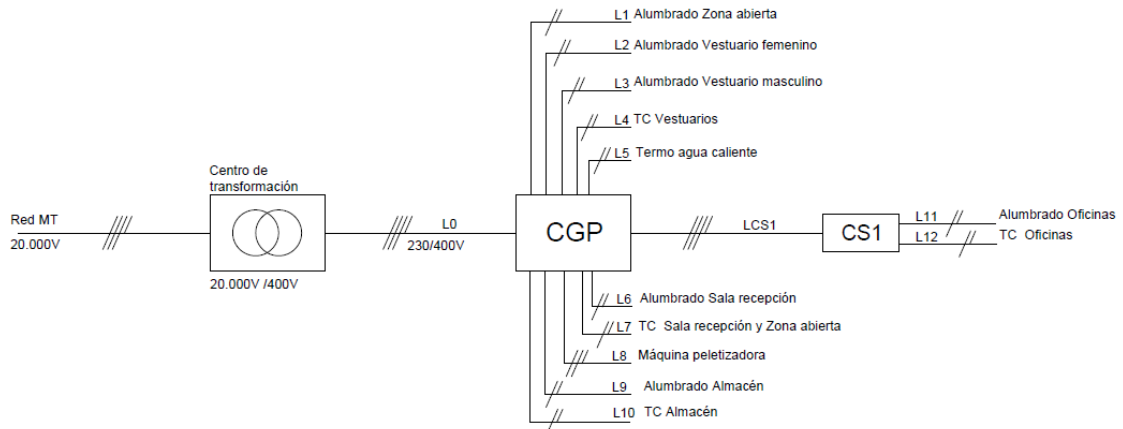 L1 Alumbrado Zona abierta
L2 Alumbrado Vestuario femenino
L3 Alumbrado Vestuario masculino
L4 TC Vestuarios
L5 Termo agua caliente
Centro de
transformación
20.000V /400V
Red MT
20.000V
L0
230/400V
CGP
LCS1
CS1
L11 Alumbrado Oficinas
L12 TC Oficinas
L6 Alumbrado Sala recepción
L7 TC Sala recepción y Zona abierta
L8 Máquina peletizadora
L9 Alumbrado Almacén
L10 TC Almacén